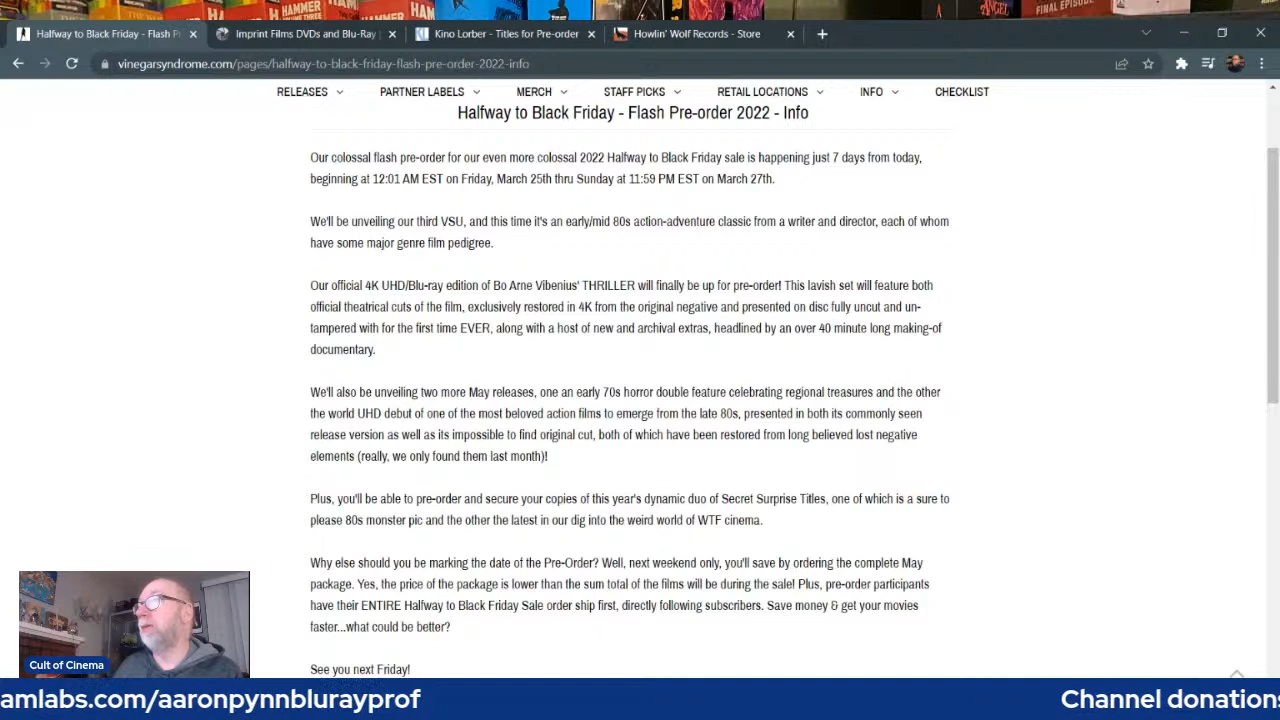 HAMMER
HAMMER
ANGEL
FINAL EPISODE
Halfway to Black Friday - Flash P
Imprint Films DVDs and Blu-Ray
Kino Lorber - Titles for Pre-order
Howlin' Wolf Records - Store
vinegarsyndrome.com/pages/halfway-to-black-friday-flash-pre-order-2022-info
RELEASES PARTNER LABELS MERCH STAFF PICKS RETAIL LOCATIONS INFO CHECKLIST
Halfway to Black Friday - Flash Pre-order 2022 - Info
Our colossal flash pre-order for our even more colossal 2022 Halfway to Black Friday sale is happening just 7 days from today,
beginning at 12:01 AM EST on Friday, March 25th thru Sunday at 11:59 PM EST on March 27th.
We'll be unveiling our third VSU, and this time it's an early/mid 80s action-adventure classic from a writer and director, each of whom
have some major genre film pedigree.
Our official 4K UHD/Blu-ray edition of Bo Arne Vibenius' THRILLER will finally be up for pre-order! This lavish set will feature both
official theatrical cuts of the film, exclusively restored in 4K from the original negative and presented on disc fully uncut and un-
tampered with for the first time EVER, along with a host of new and archival extras, headlined by an over 40 minute long making-of
documentary.
We'll also be unveiling two more May releases, one an early 70s horror double feature celebrating regional treasures and the other
the world UHD debut of one of the most beloved action films to emerge from the late 80s, presented in both its commonly seen
release version as well as its impossible to find original cut, both of which have been restored from long believed lost negative
elements (really, we only found them last month)!
Plus, you'll be able to pre-order and secure your copies of this year's dynamic duo of Secret Surprise Titles, one of which is a sure to
please 80s monster pic and the other the latest in our dig into the weird world of WTF cinema.
Why else should you be marking the date of the Pre-Order? Well, next weekend only, you'll save by ordering the complete May
package. Yes, the price of the package is lower than the sum total of the films will be during the sale! Plus, pre-order participants
have their ENTIRE Halfway to Black Friday Sale order ship first, directly following subscribers. Save money & get your movies
faster...what could be better?
See you next Friday!
Cult of Cinema
amlabs.com/aaronpynnblurayprof
Channel donations